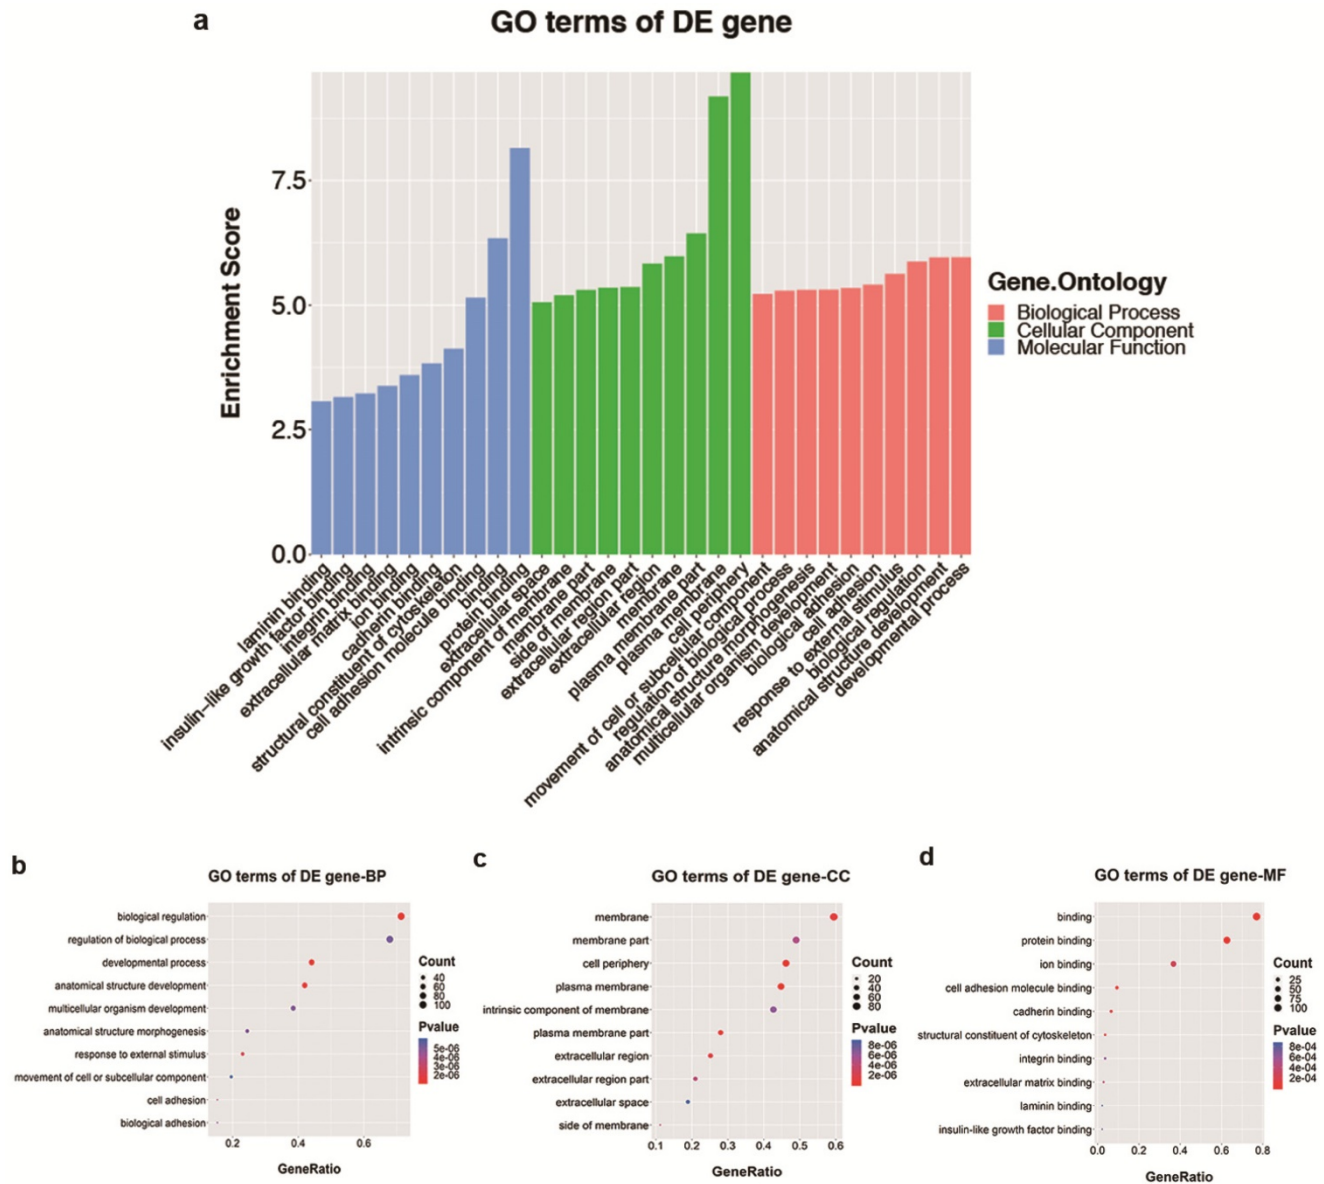 a
GO terms of DE gene
Enrichment Score
7.5
5.0
2.5
0.0
laminin binding
insulin-like growth factor binding
integrin binding
extracellular matrix binding
ion binding
cadherin binding
structural constituent of cytoskeleton
cell adhesion molecule binding
binding
protein binding
extracellular space
intrinsic component of membrane
membrane part
side of membrane
extracellular region part
extracellular region
membrane
plasma membrane part
plasma membrane
cell periphery
movement of cell or subcellular component
regulation of biological process
anatomical structure morphogenesis
multicellular organism development
biological adhesion
cell adhesion
response to external stimulus
biological regulation
anatomical structure development
developmental process
Gene.Ontology
Biological Process
Cellular Component
Molecular Function
b
GO terms of DE gene-BP
biological regulation
regulation of biological process
developmental process
anatomical structure development
multicellular organism development
anatomical structure morphogenesis
response to external stimulus
movement of cell or subcellular component
cell adhesion
biological adhesion
0.2 0.4 0.6
GeneRatio
Count
40
60
80
100
Pvalue
5e-06
4e-06
3e-06
2e-06
c
GO terms of DE gene-CC
membrane
membrane part
cell periphery
plasma membrane
intrinsic component of membrane
plasma membrane part
extracellular region
extracellular region part
extracellular space
side of membrane
0.1 0.2 0.3 0.4 0.5 0.6
GeneRatio
Count
20
40
60
80
Pvalue
8e-06
6e-06
4e-06
2e-06
d
GO terms of DE gene-MF
binding
protein binding
ion binding
cell adhesion molecule binding
cadherin binding
structural constituent of cytoskeleton
integrin binding
extracellular matrix binding
laminin binding
insulin-like growth factor binding
0.0 0.2 0.4 0.6 0.8
GeneRatio
Count
25
50
75
100
Pvalue
8e-04
6e-04
4e-04
2e-04